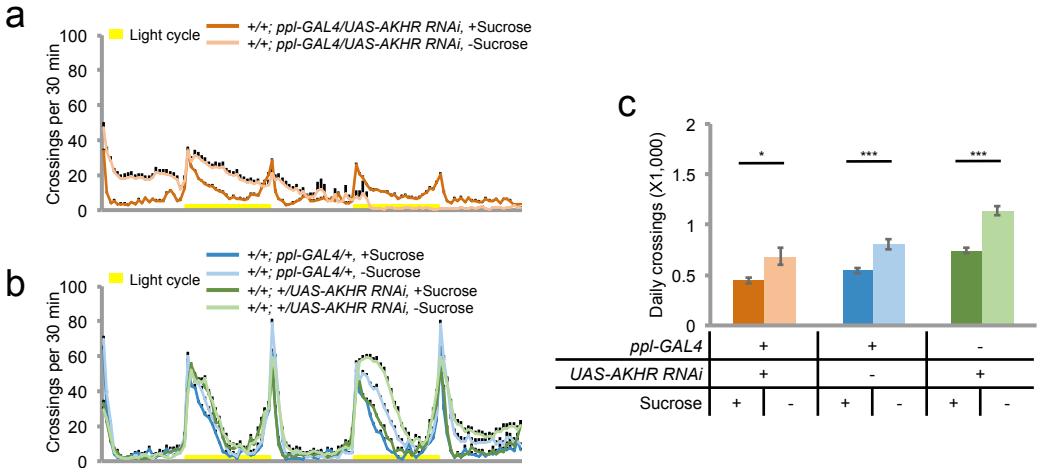 a
Light cycle
+/+; ppl-GAL4/UAS-AKHR RNAi, +Sucrose
+/+; ppl-GAL4/UAS-AKHR RNAi, -Sucrose
Crossings per 30 min
100
80
60
40
20
0
b
Light cycle
+/+; ppl-GAL4/+, +Sucrose
+/+; ppl-GAL4/+, -Sucrose
+/+; +/UAS-AKHR RNAi, +Sucrose
+/+; +/UAS-AKHR RNAi, -Sucrose
Crossings per 30 min
100
80
60
40
20
0
c
Daily crossings (X1,000)
2
1.5
1
0.5
0
* *** ***
ppl-GAL4 + + -
UAS-AKHR RNAi + - +
Sucrose + - + - + -